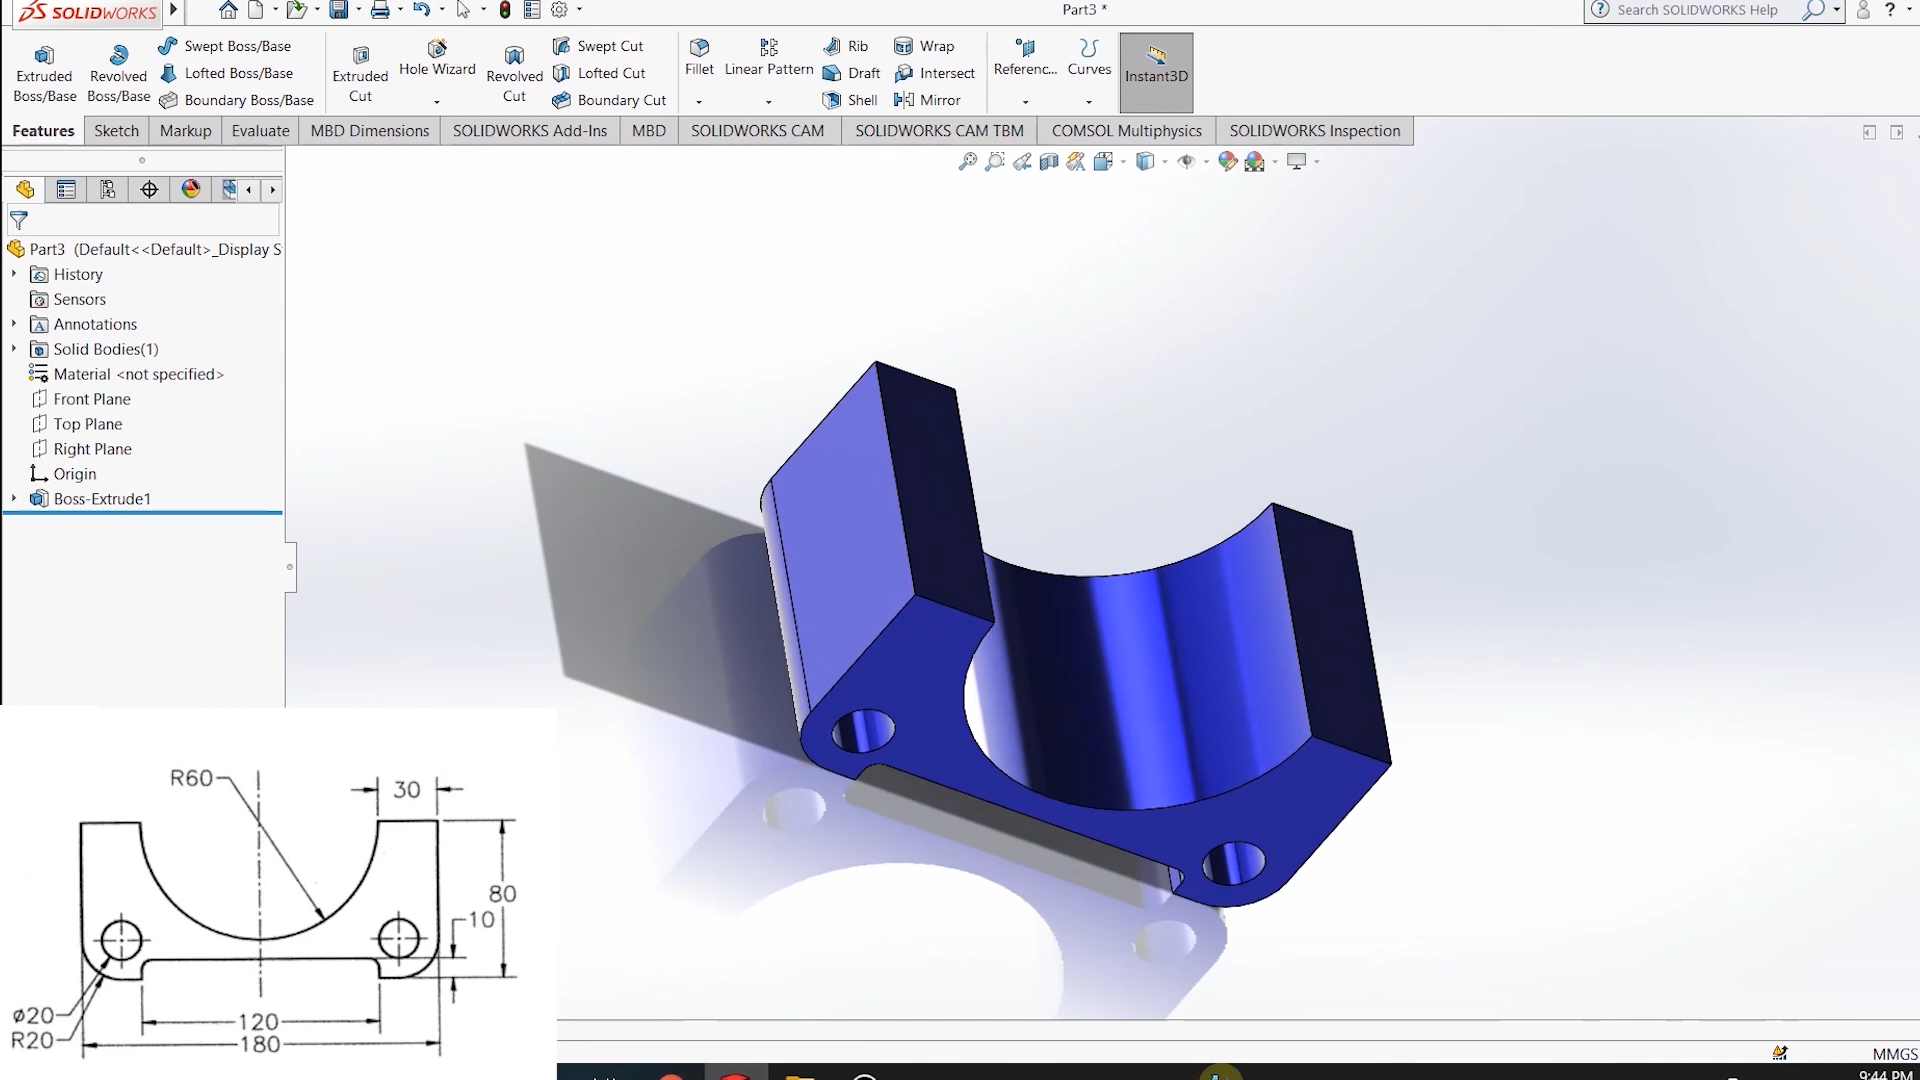 SOLIDWORKS
Part3 *
Search SOLIDWORKS Help
?
Extruded Boss/Base
Revolved Boss/Base
Swept Boss/Base
Lofted Boss/Base
Boundary Boss/Base
Extruded Cut
Hole Wizard
Revolved Cut
Swept Cut
Lofted Cut
Boundary Cut
Fillet
Linear Pattern
Rib
Draft
Shell
Wrap
Intersect
Mirror
Referenc...
Curves
Instant3D
Features
Sketch
Markup
Evaluate
MBD Dimensions
SOLIDWORKS Add-Ins
MBD
SOLIDWORKS CAM
SOLIDWORKS CAM TBM
COMSOL Multiphysics
SOLIDWORKS Inspection
Part3 (Default<<Default>_Display S
History
Sensors
Annotations
Solid Bodies(1)
Material <not specified>
Front Plane
Top Plane
Right Plane
Origin
Boss-Extrude1
R60
30
80
10
ø20
R20
120
180
MMGS
9:44 PM